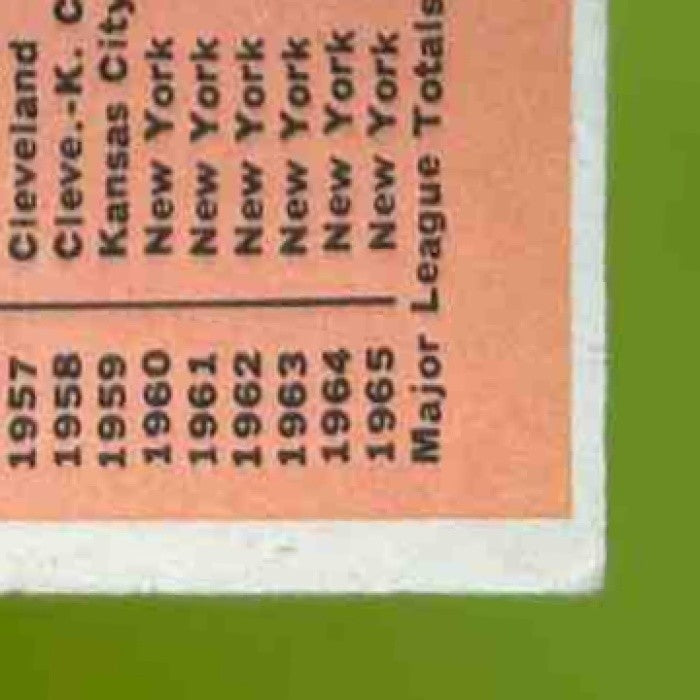 1957 Cleveland
1958 Cleve.-K. C
1959 Kansas City
1960 New York
1961 New York
1962 New York
1963 New York
1964 New York
1965 New York
Major League Totals